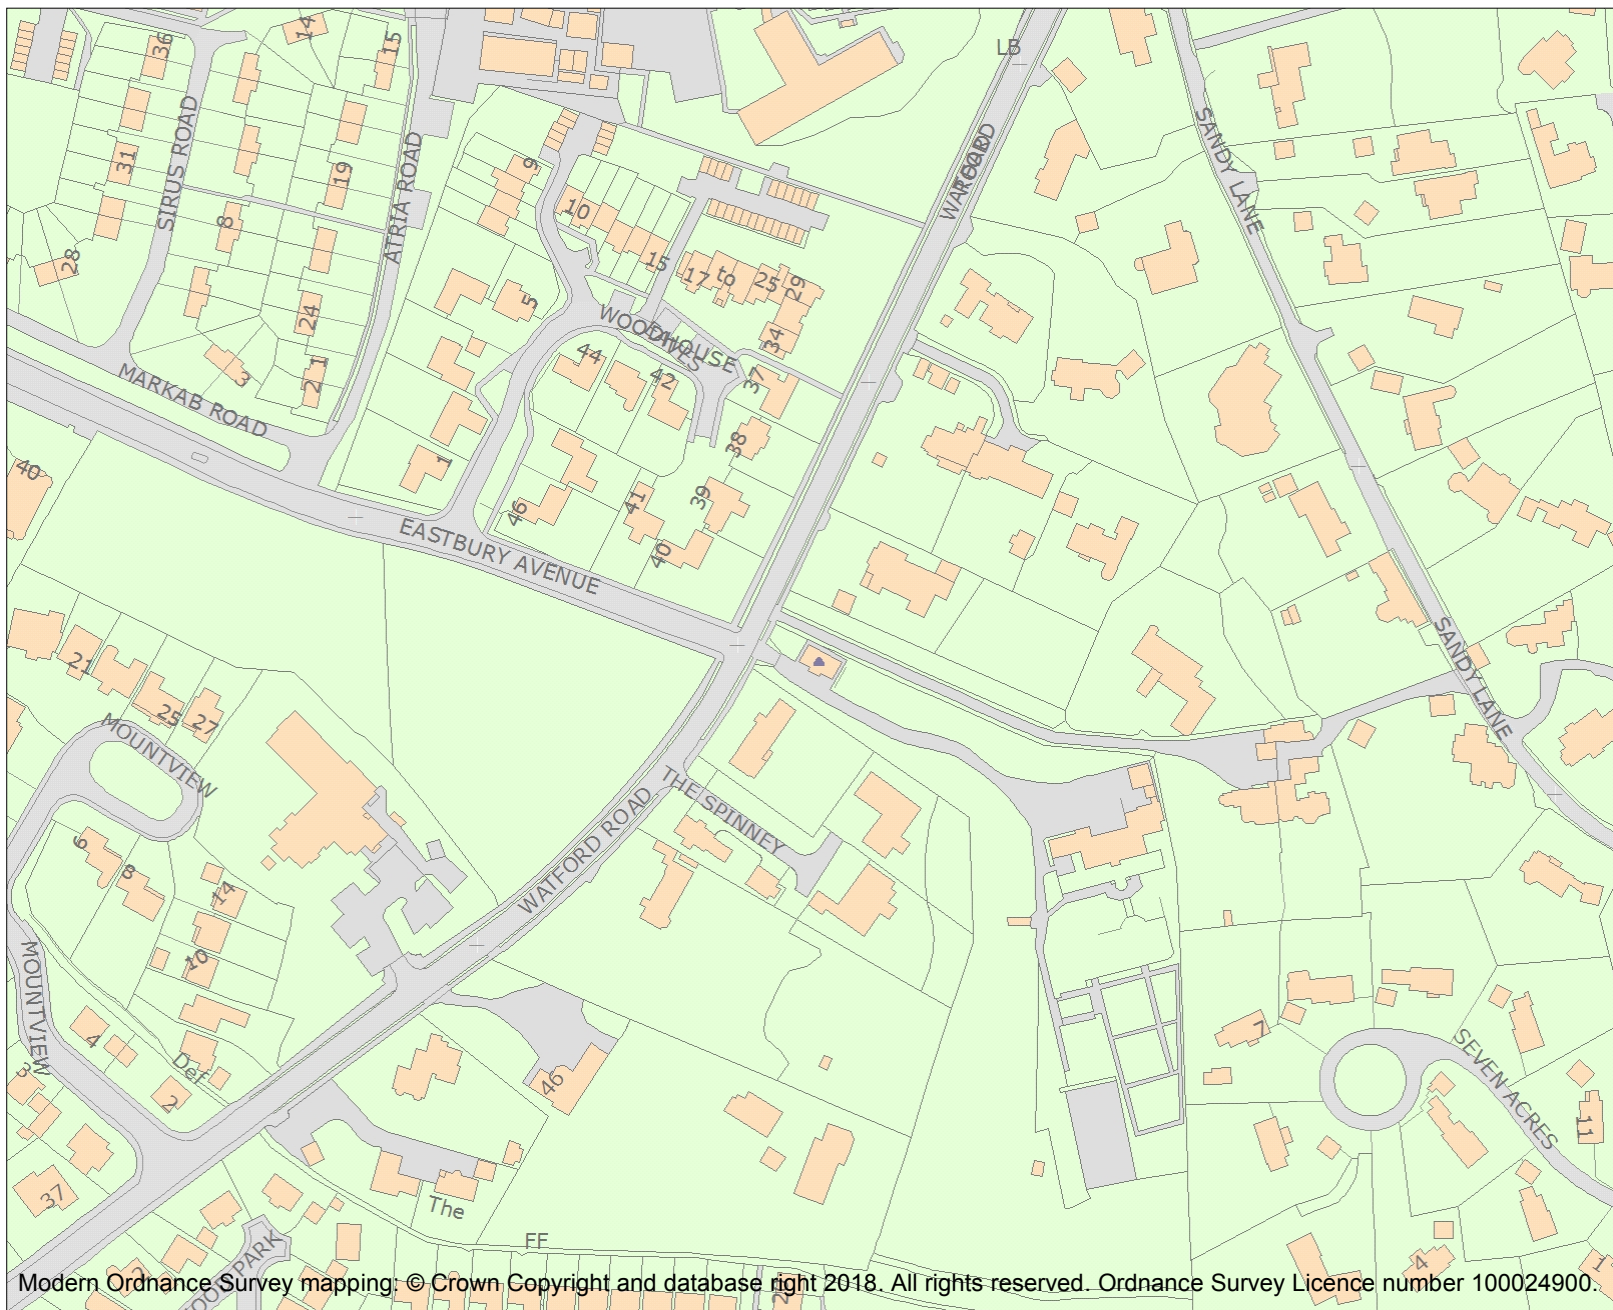 14
15
36
LB
SANDY LANE
WATFORD
ROAD
SIRUS ROAD
31
9
19
ATRIA ROAD
10
8
28
15
17 to 25
29
5
24
34
WOODHOUSE
EAVES
44
42
37
3
2 1
MARKAB ROAD
38
1
40
39
41
46
40
EASTBURY AVENUE
SANDY LANE
21
25
27
MOUNTVIEW
THE SPINNEY
WATFORD ROAD
6
8
14
10
MOUNTVIEW
4
Def
3
2
46
7
SEVEN ACRES
11
37
The
FF
2
4
1
Modern Ordnance Survey mapping: © Crown Copyright and database right 2018. All rights reserved. Ordnance Survey Licence number 100024900.